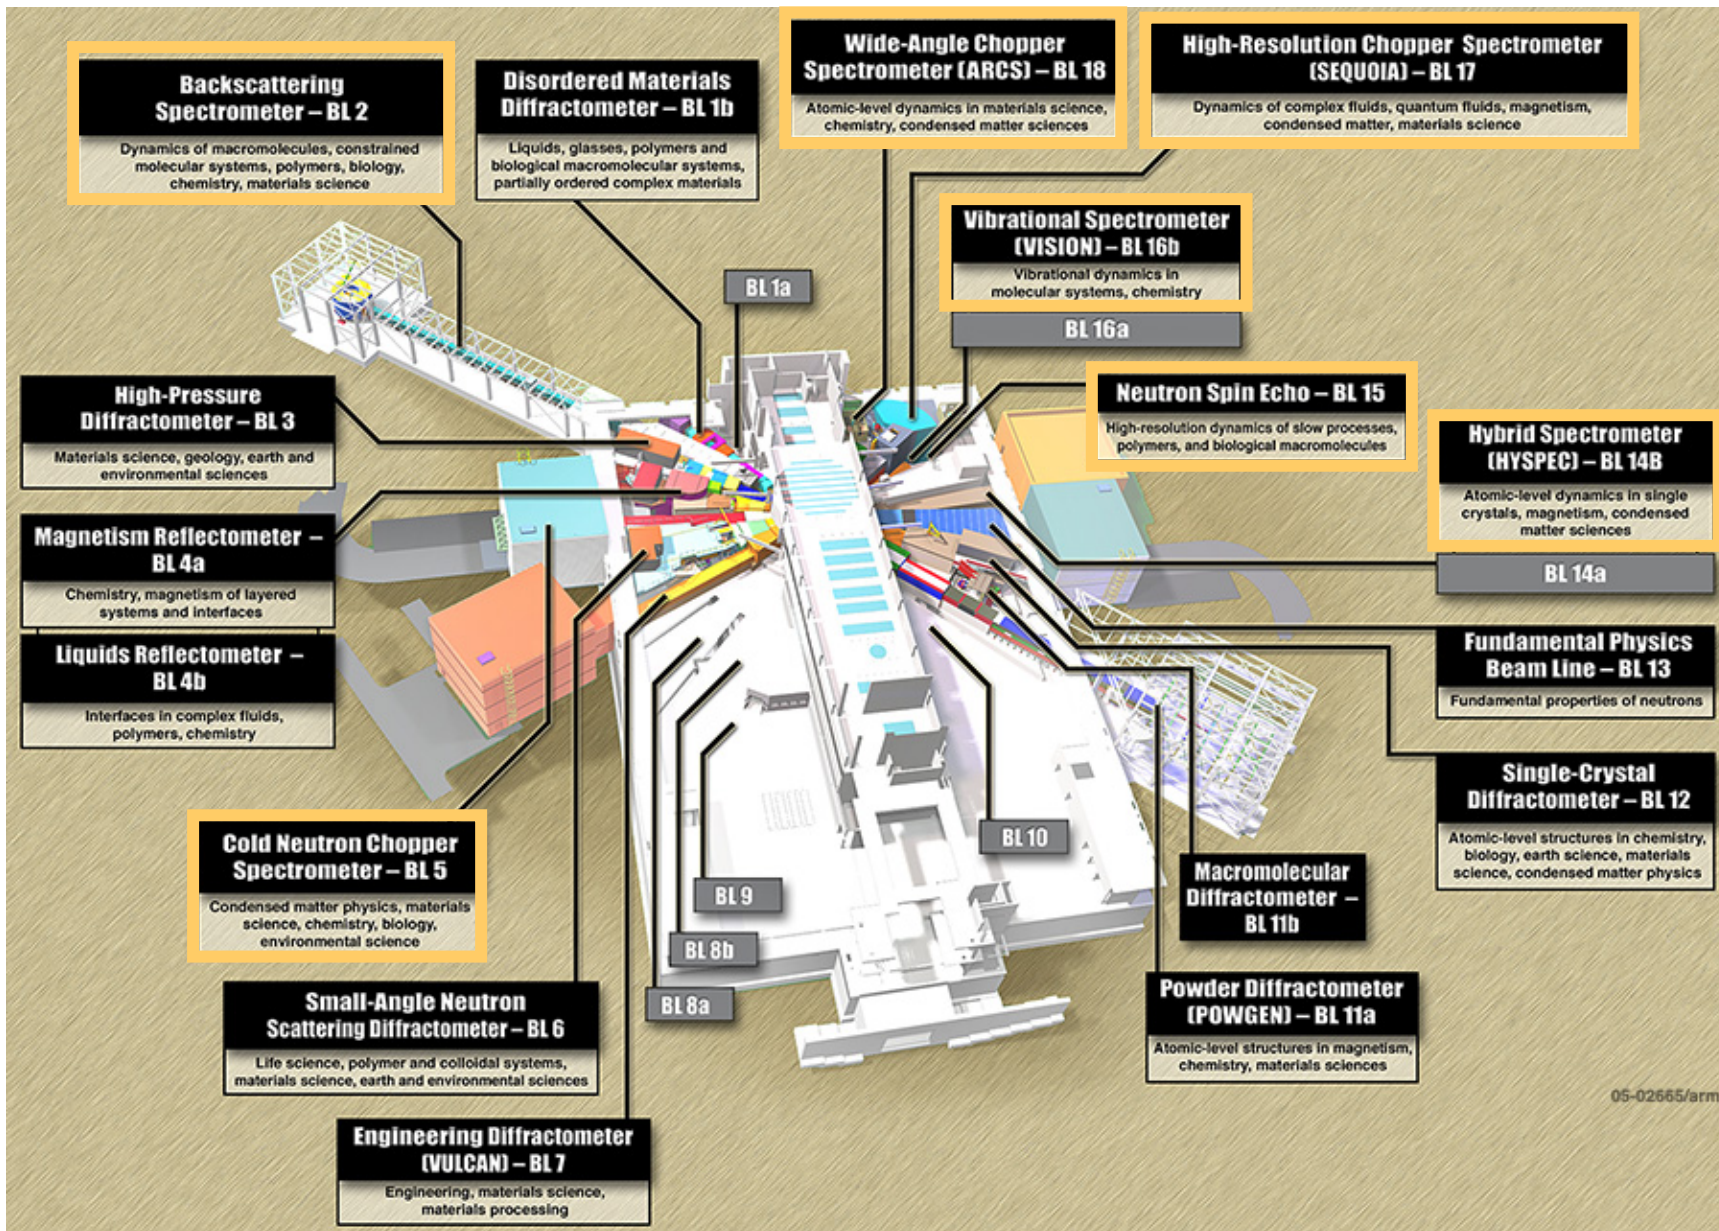 Backscattering
Spectrometer – BL 2
Dynamics of macromolecules, constrained
molecular systems, polymers, biology,
chemistry, materials science
Disordered Materials
Diffractometer – BL 1b
Liquids, glasses, polymers and
biological macromolecular systems,
partially ordered complex materials
Wide-Angle Chopper
Spectrometer (ARCS) – BL 18
Atomic-level dynamics in materials science,
chemistry, condensed matter sciences
High-Resolution Chopper Spectrometer
(SEQUOIA) – BL 17
Dynamics of complex fluids, quantum fluids, magnetism,
condensed matter, materials science
Vibrational Spectrometer
(VISION) – BL 16b
Vibrational dynamics in
molecular systems, chemistry
BL 1a
BL 16a
High-Pressure
Diffractometer – BL 3
Materials science, geology, earth and
environmental sciences
Neutron Spin Echo – BL 15
High-resolution dynamics of slow processes,
polymers, and biological macromolecules
Hybrid Spectrometer
(HYSPEC) – BL 14B
Atomic-level dynamics in single
crystals, magnetism, condensed
matter sciences
BL 14a
Magnetism Reflectometer –
BL 4a
Chemistry, magnetism of layered
systems and interfaces
Liquids Reflectometer –
BL 4b
Interfaces in complex fluids,
polymers, chemistry
Fundamental Physics
Beam Line – BL 13
Fundamental properties of neutrons
Single-Crystal
Diffractometer – BL 12
Atomic-level structures in chemistry,
biology, earth science, materials
science, condensed matter physics
Cold Neutron Chopper
Spectrometer – BL 5
Condensed matter physics, materials
science, chemistry, biology,
environmental science
BL 10
BL 9
BL 8b
BL 8a
Macromolecular
Diffractometer –
BL 11b
Small-Angle Neutron
Scattering Diffractometer – BL 6
Life science, polymer and colloidal systems,
materials science, earth and environmental sciences
Powder Diffractometer
(POWGEN) – BL 11a
Atomic-level structures in magnetism,
chemistry, materials sciences
05-02665/arm
Engineering Diffractometer
(VULCAN) – BL 7
Engineering, materials science,
materials processing